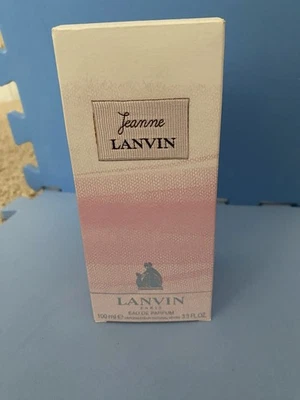 Jeanne
LANVIN
LANVIN
PARIS
100 ml ℮ EAU DE PARFUM
3.3 FL.OZ.